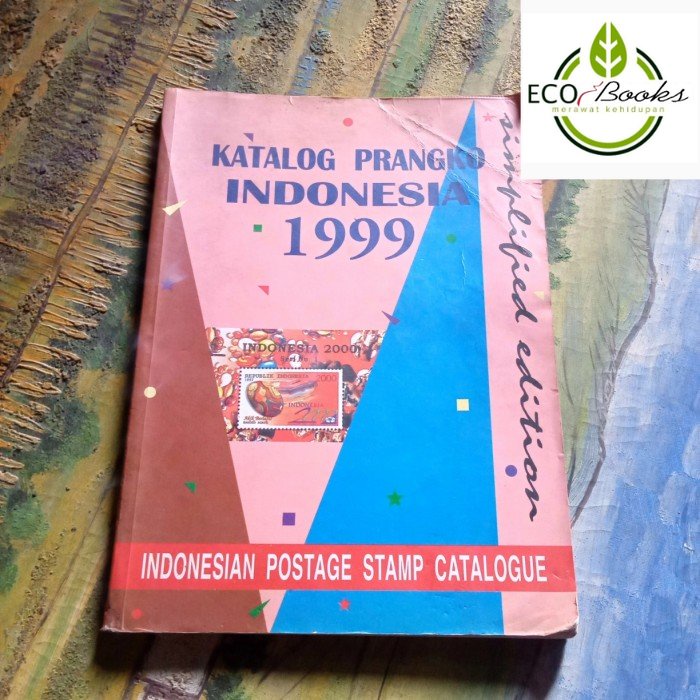 ECO Books
merawat kehidupan
KATALOG PRANGKO
INDONESIA
1999
simplified edition
INDONESIA 2000
REPUBLIK INDONESIA
2000
INDONESIA
INDONESIAN POSTAGE STAMP CATALOGUE